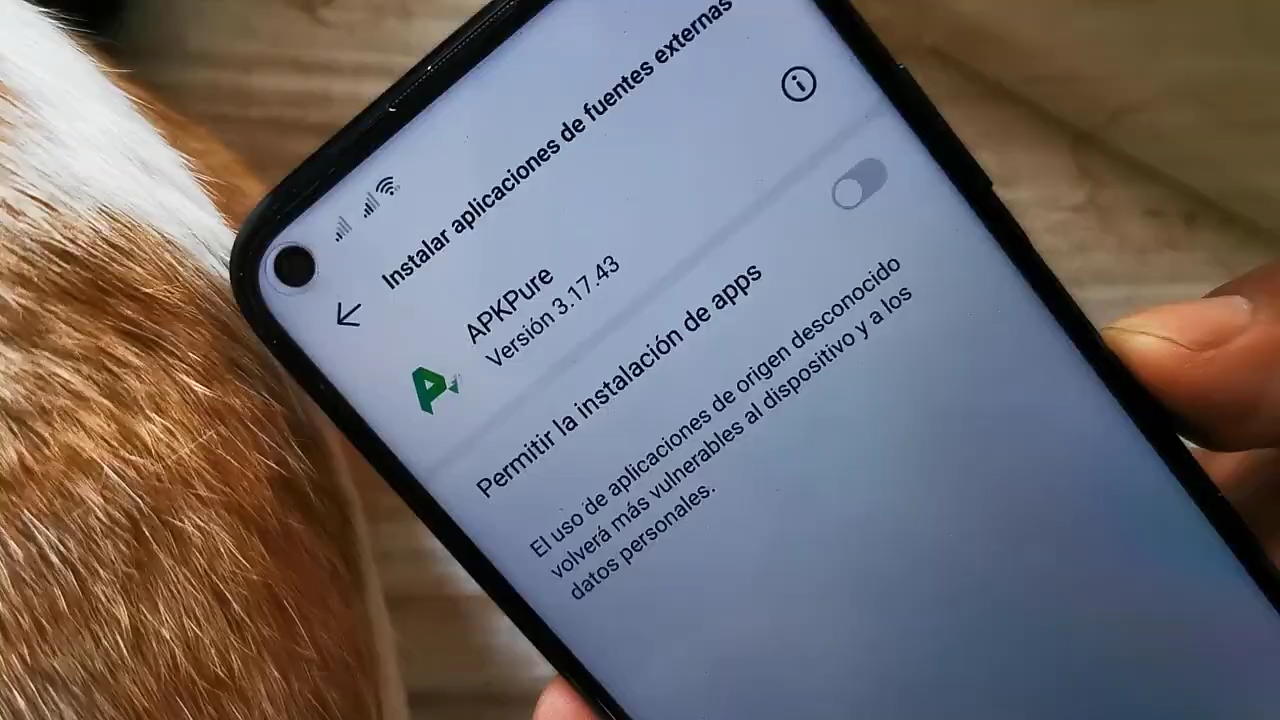 Instalar aplicaciones de fuentes externas
APKPure
Versión 3.17.43
Permitir la instalación de apps
El uso de aplicaciones de origen desconocido
volverá más vulnerables al dispositivo y a los
datos personales.